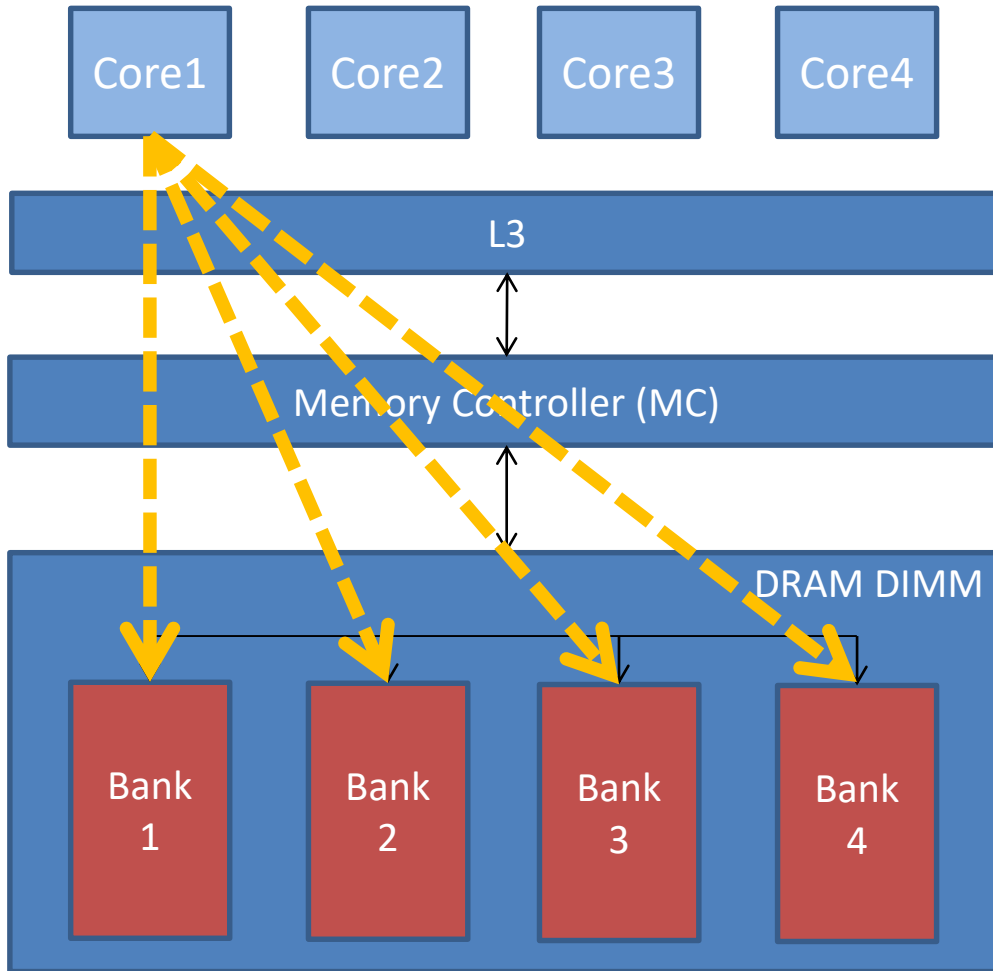 Core1
Core2
Core3
Core4
L3
Memory Controller (MC)
DRAM DIMM
Bank
1
Bank
2
Bank
3
Bank
4